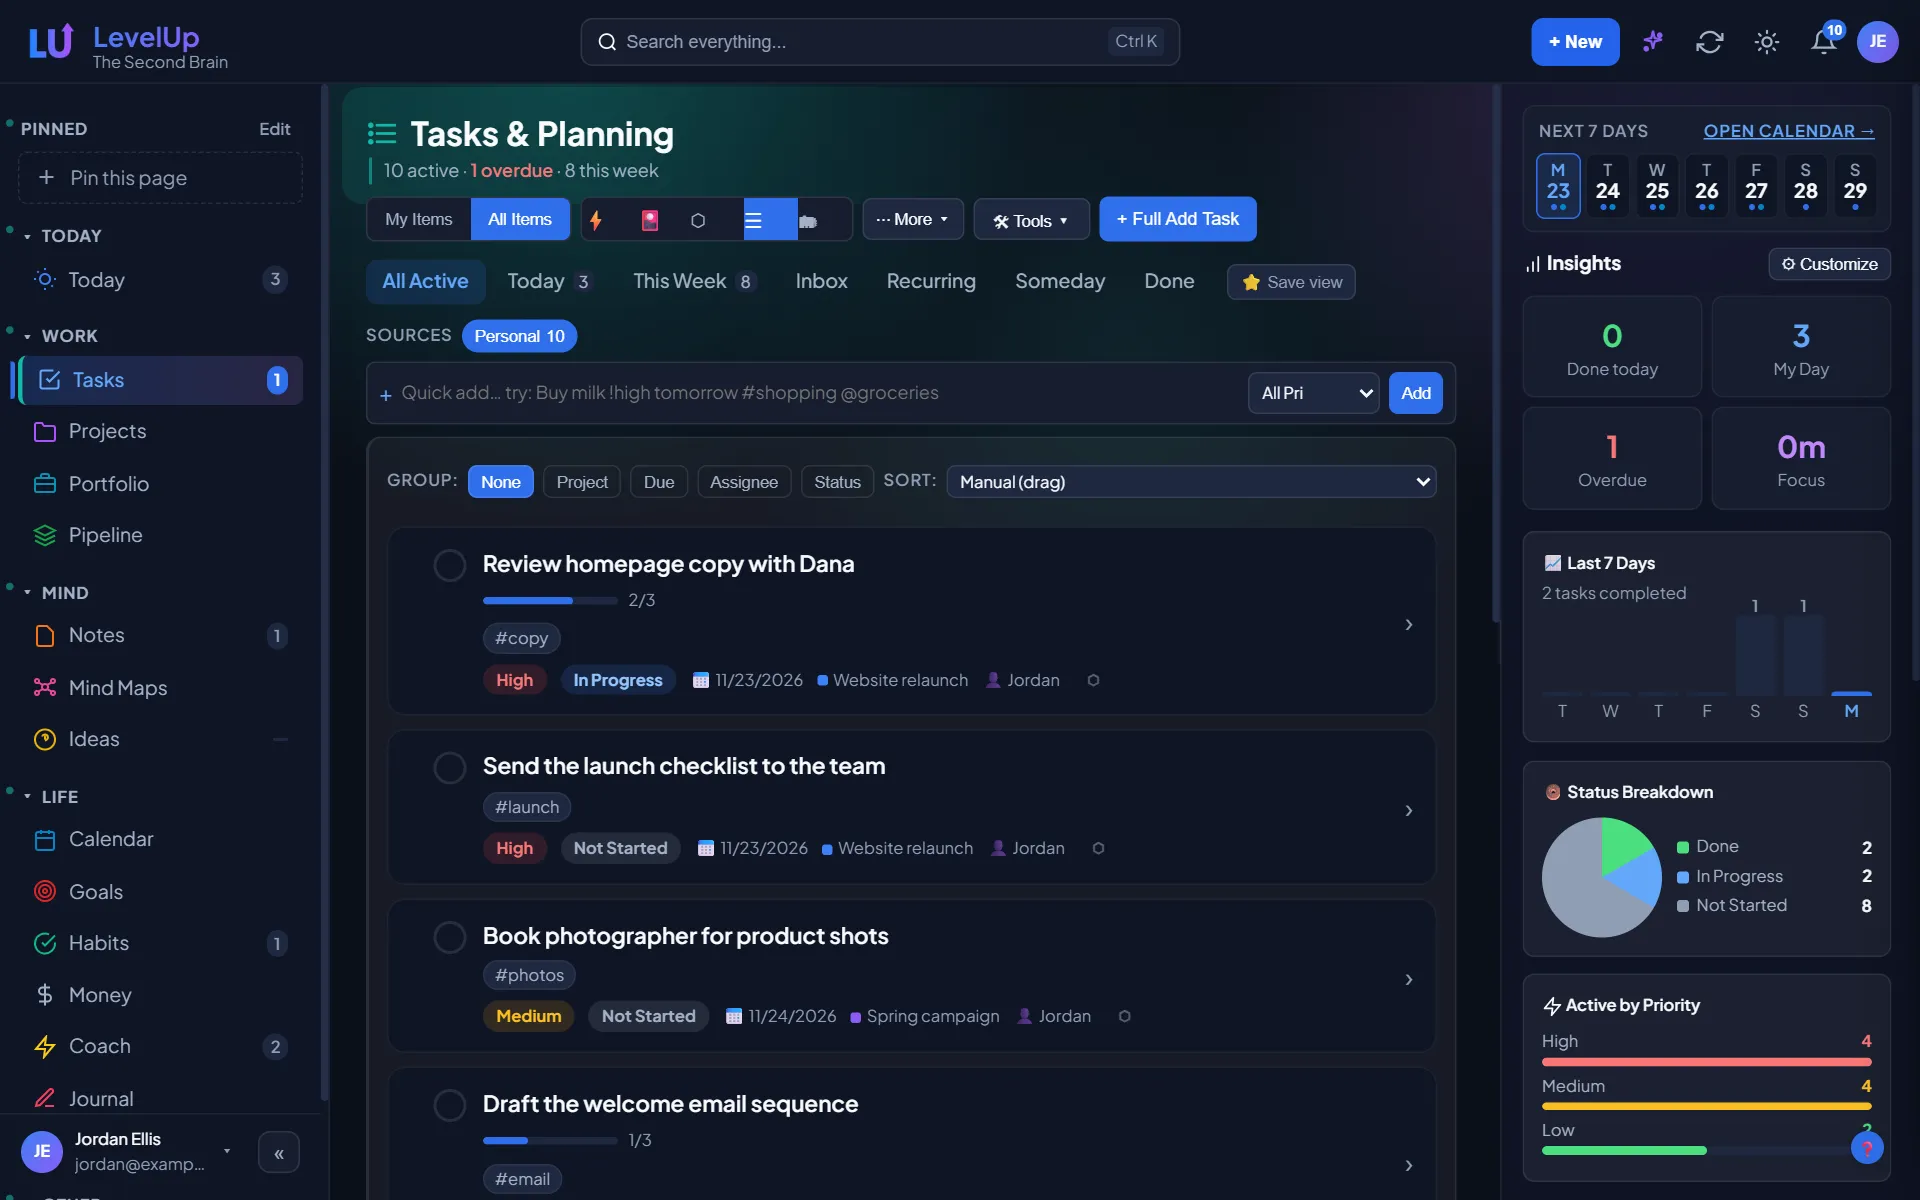 LevelUp
The Second Brain
Search everything...
Ctrl K
+ New
10
JE
PINNED
Edit
+ Pin this page
TODAY
Today
3
WORK
Tasks
1
Projects
Portfolio
Pipeline
MIND
Notes
1
Mind Maps
Ideas
LIFE
Calendar
Goals
Habits
1
Money
Coach
2
Journal
JE
Jordan Ellis
jordan@examp...
«
Tasks & Planning
10 active · 1 overdue · 8 this week
My Items
All Items
··· More
Tools
+ Full Add Task
All Active
Today 3
This Week 8
Inbox
Recurring
Someday
Done
Save view
SOURCES
Personal 10
+ Quick add... try: Buy milk !high tomorrow #shopping @groceries
All Pri
Add
GROUP:
None
Project
Due
Assignee
Status
SORT:
Manual (drag)
Review homepage copy with Dana
2/3
#copy
High
In Progress
11/23/2026
Website relaunch
Jordan
Send the launch checklist to the team
#launch
High
Not Started
11/23/2026
Website relaunch
Jordan
Book photographer for product shots
#photos
Medium
Not Started
11/24/2026
Spring campaign
Jordan
Draft the welcome email sequence
1/3
#email
NEXT 7 DAYS
OPEN CALENDAR →
M T W T F S S
23 24 25 26 27 28 29
Insights
Customize
0
Done today
3
My Day
1
Overdue
0m
Focus
Last 7 Days
2 tasks completed
1 1
T W T F S S M
Status Breakdown
Done 2
In Progress 2
Not Started 8
Active by Priority
High 4
Medium 4
Low 2